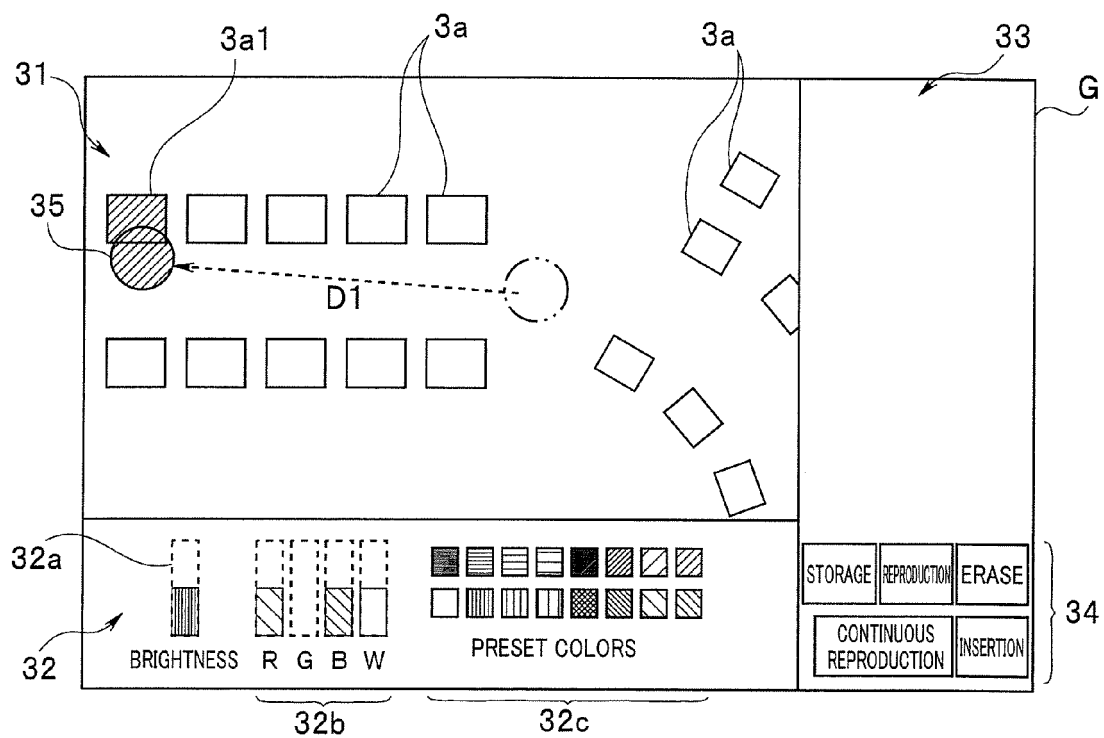 3a1
3a
3a
33
31
G
35
D1
32a
STORAGE
REPRODUCTION
ERASE
34
CONTINUOUS
REPRODUCTION
INSERTION
32
BRIGHTNESS
R G B W
PRESET COLORS
32b
32c